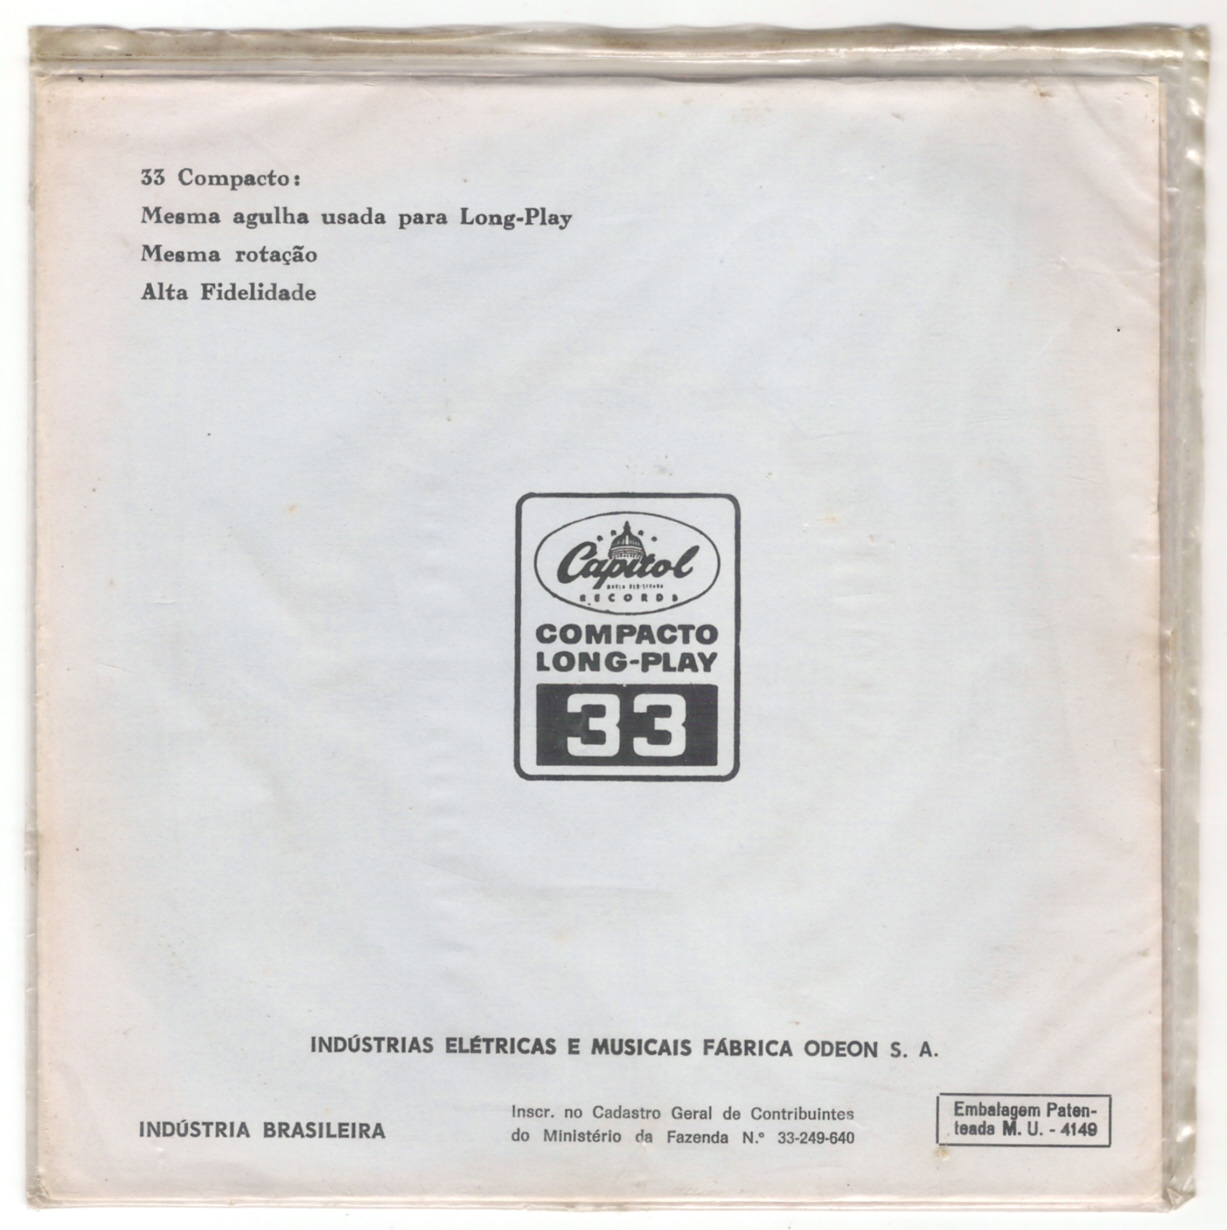 33 Compacto:
Mesma agulha usada para Long-Play
Mesma rotação
Alta Fidelidade
Capitol
RECORDS
COMPACTO
LONG-PLAY
33
INDÚSTRIAS ELÉTRICAS E MUSICAIS FÁBRICA ODEON S. A.
INDÚSTRIA BRASILEIRA
Inscr. no Cadastro Geral de Contribuintes
do Ministério da Fazenda N.º 33-249-640
Embalagem Paten-
teada M. U. - 4149